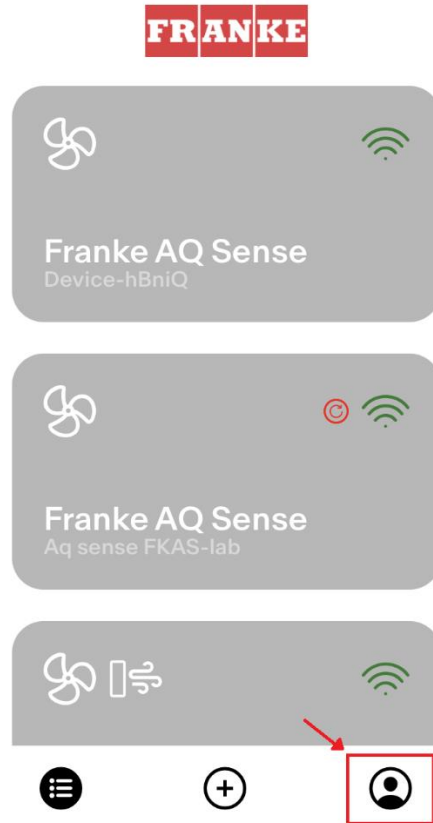 FRANKE
Franke AQ Sense
Device-hBniQ
Franke AQ Sense
Aq sense FKAS-lab